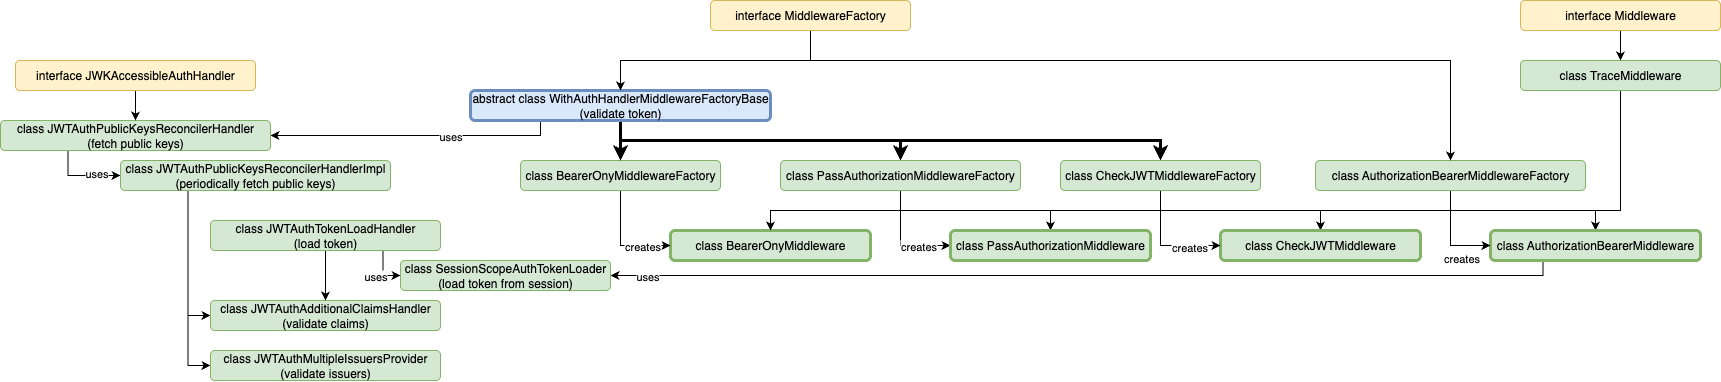 interface MiddlewareFactory
interface Middleware
interface JWKAccessibleAuthHandler
class TraceMiddleware
abstract class WithAuthHandlerMiddlewareFactoryBase
(validate token)
class JWTAuthPublicKeysReconcilerHandler
(fetch public keys)
uses
class JWTAuthPublicKeysReconcilerHandlerImpl
(periodically fetch public keys)
uses
class BearerOnyMiddlewareFactory
class PassAuthorizationMiddlewareFactory
class CheckJWTMiddlewareFactory
class AuthorizationBearerMiddlewareFactory
class JWTAuthTokenLoadHandler
(load token)
creates
class BearerOnyMiddleware
creates
class PassAuthorizationMiddleware
creates
class CheckJWTMiddleware
creates
class AuthorizationBearerMiddleware
uses
class SessionScopeAuthTokenLoader
(load token from session)
uses
class JWTAuthAdditionalClaimsHandler
(validate claims)
class JWTAuthMultipleIssuersProvider
(validate issuers)